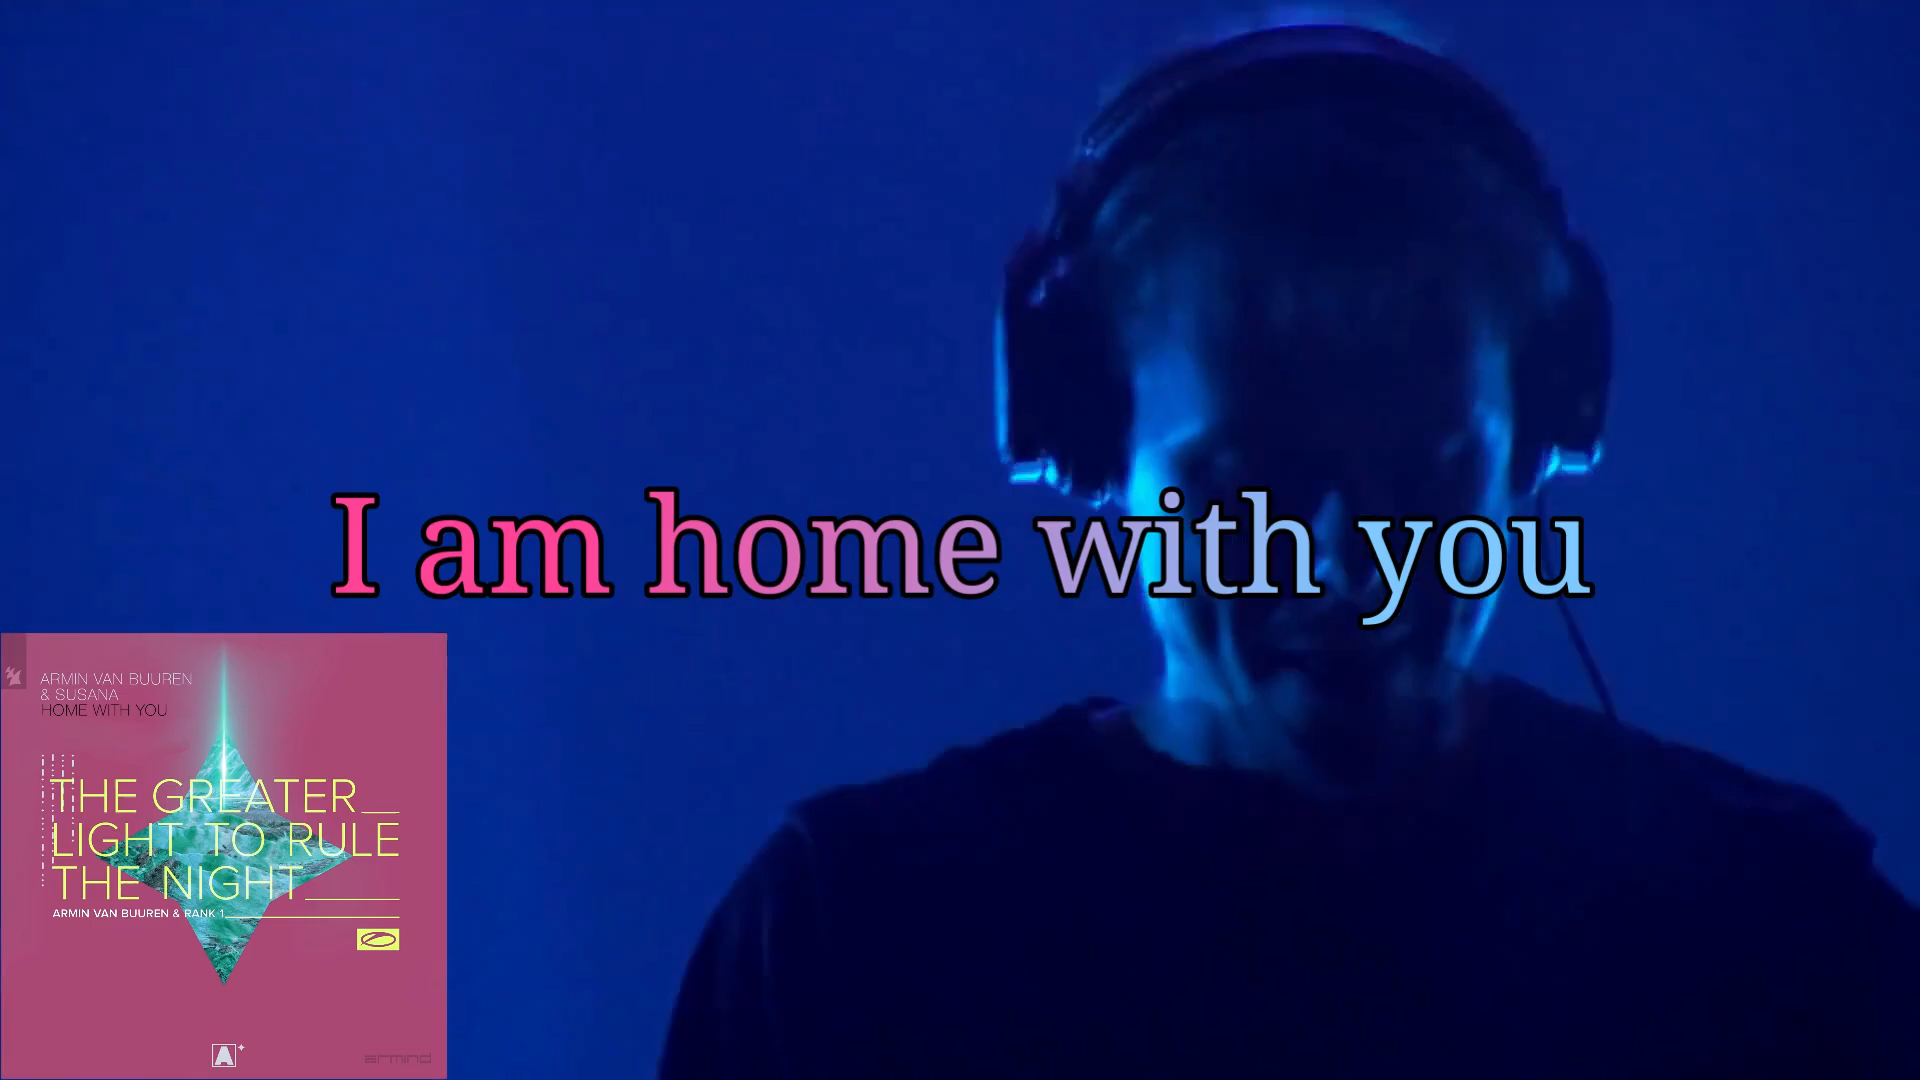 I am home with you
ARMIN VAN BUUREN
& SUSANA
HOME WITH YOU
THE GREATER
LIGHT TO RULE
THE NIGHT
ARMIN VAN BUUREN & RANK 1
A
armind